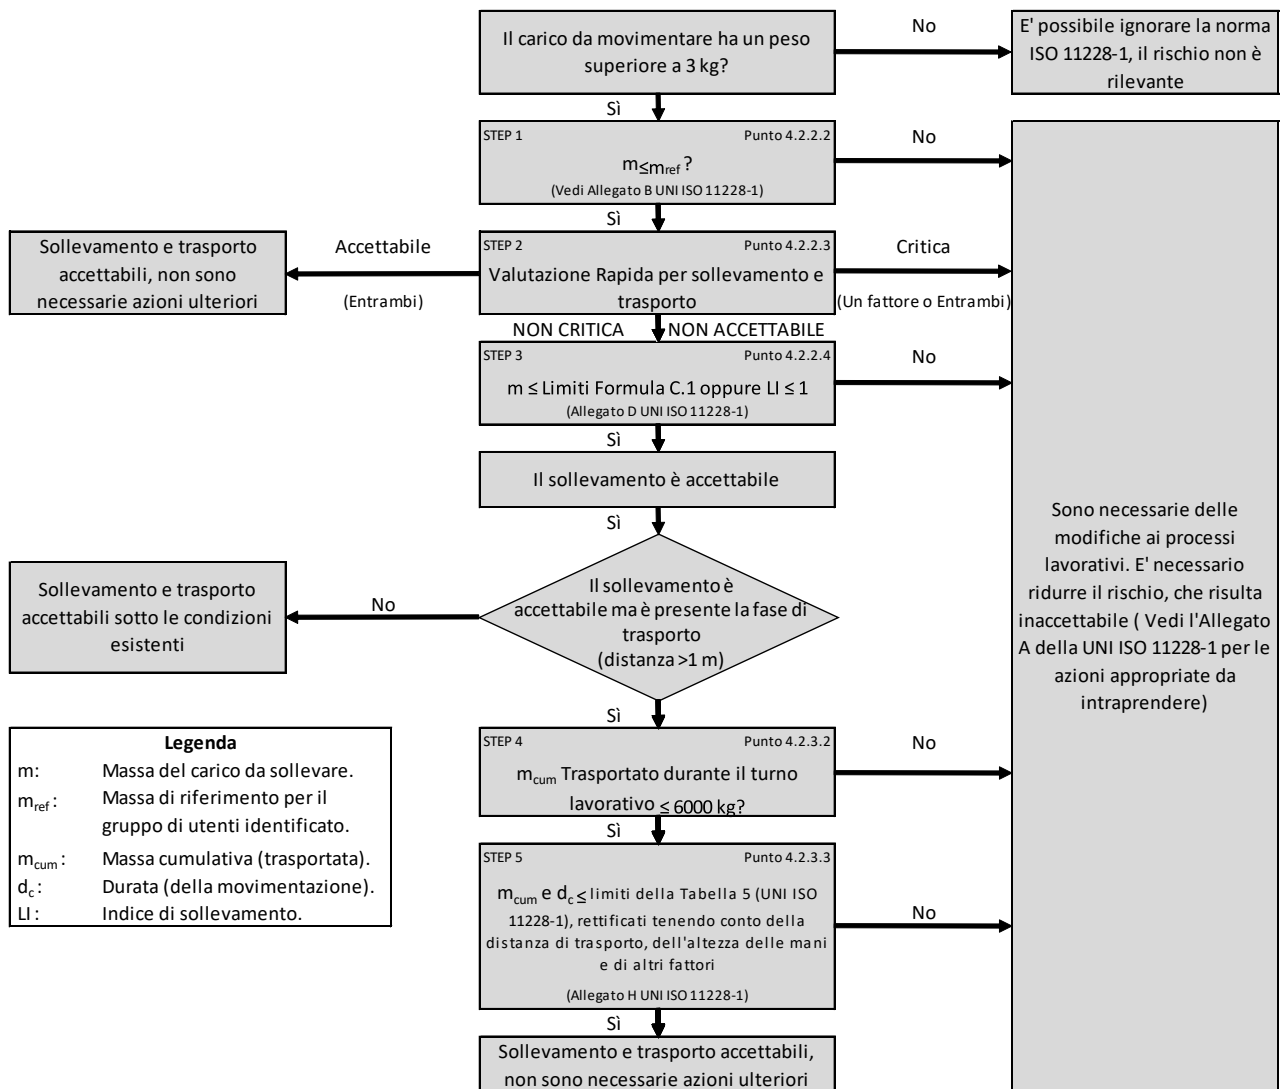 Il carico da movimentare ha un peso
superiore a 3 kg?
No
E' possibile ignorare la norma
ISO 11228-1, il rischio non è
rilevante
Sì
STEP 1
Punto 4.2.2.2
m≤mref ?
(Vedi Allegato B UNI ISO 11228-1)
No
Sì
Sollevamento e trasporto
accettabili, non sono
necessarie azioni ulteriori
Accettabile
(Entrambi)
STEP 2
Punto 4.2.2.3
Valutazione Rapida per sollevamento e
trasporto
Critica
(Un fattore o Entrambi)
NON CRITICA
NON ACCETTABILE
STEP 3
Punto 4.2.2.4
m ≤ Limiti Formula C.1 oppure LI ≤ 1
(Allegato D UNI ISO 11228-1)
No
Sì
Il sollevamento è accettabile
Sì
Il sollevamento è
accettabile ma è presente la fase di
trasporto
(distanza >1 m)
No
Sollevamento e trasporto
accettabili sotto le condizioni
esistenti
Sono necessarie delle
modifiche ai processi
lavorativi. E' necessario
ridurre il rischio, che risulta
inaccettabile ( Vedi l'Allegato
A della UNI ISO 11228-1 per le
azioni appropriate da
intraprendere)
Sì
STEP 4
Punto 4.2.3.2
mcum Trasportato durante il turno
lavorativo ≤ 6000 kg?
No
Sì
STEP 5
Punto 4.2.3.3
mcum e dc ≤ limiti della Tabella 5 (UNI ISO
11228-1), rettificati tenendo conto della
distanza di trasporto, dell'altezza delle mani
e di altri fattori
(Allegato H UNI ISO 11228-1)
No
Sì
Sollevamento e trasporto accettabili,
non sono necessarie azioni ulteriori
Legenda
m: Massa del carico da sollevare.
mref : Massa di riferimento per il
gruppo di utenti identificato.
mcum : Massa cumulativa (trasportata).
dc : Durata (della movimentazione).
LI : Indice di sollevamento.